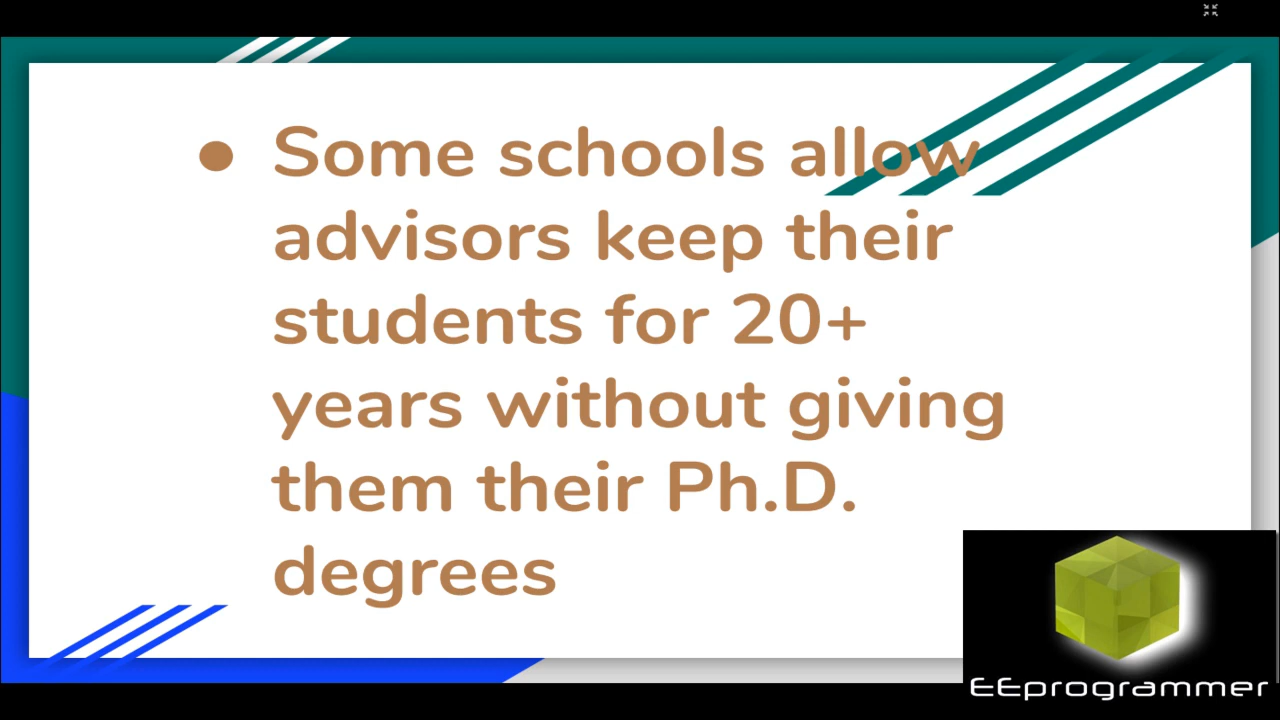 ● Some schools allow
advisors keep their
students for 20+
years without giving
them their Ph.D.
degrees
EEprogrammer